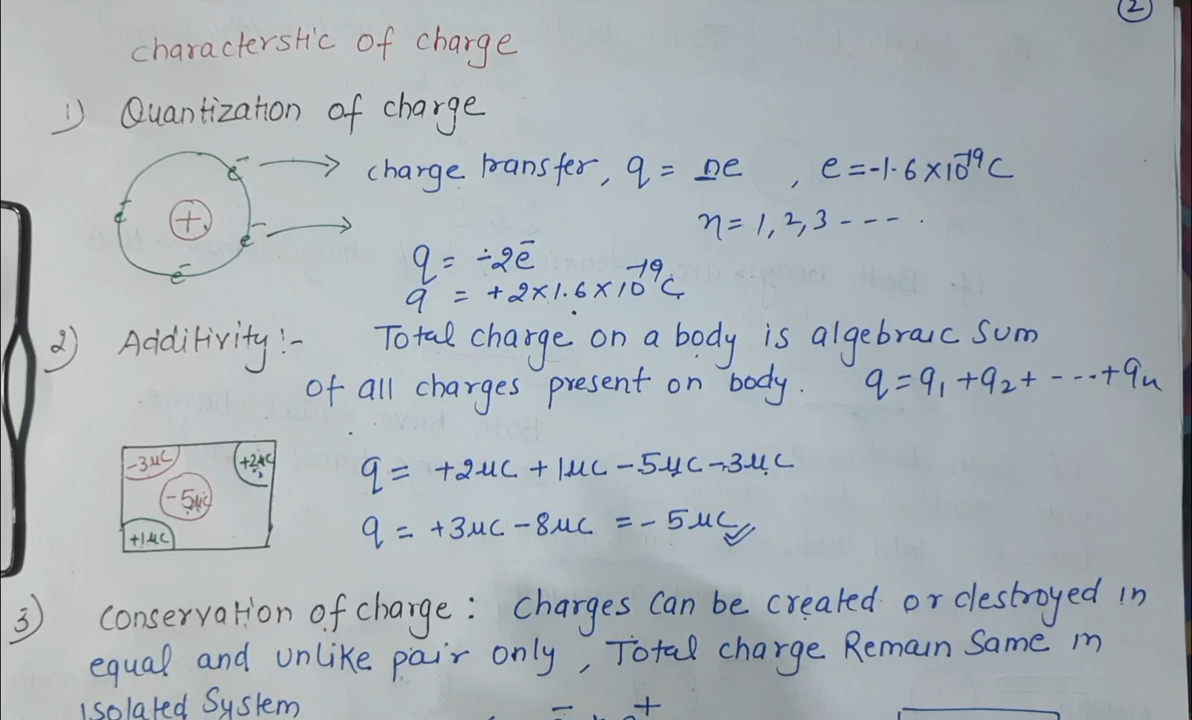 2
characterstic of charge
1) Quantization of charge
charge transfer, q = ne , e = -1.6×10⁻¹⁹C
n = 1, 2, 3 - - - .
q = -2e⁻
q = +2×1.6×10⁻¹⁹C
e⁻
e⁻
e⁻
e⁻
+
2) Additivity :- Total charge on a body is algebraic sum
of all charges present on body. q = q₁ + q₂ + - - - + qₙ
-3μC +2μC
-5μC
+1μC
q = +2μC + 1μC - 5μC - 3μC
q = +3μC - 8μC = - 5μC
3) Conservation of charge : Charges can be created or destroyed in
equal and unlike pair only , Total charge Remain Same in
isolated System